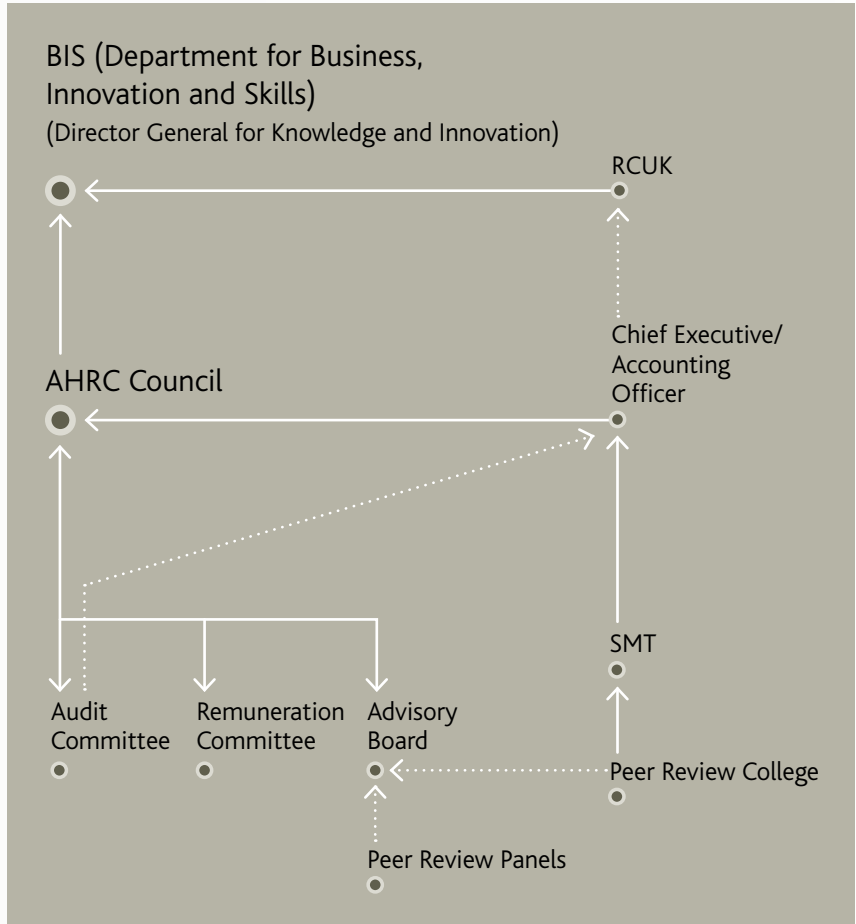 BIS (Department for Business,
Innovation and Skills)
(Director General for Knowledge and Innovation)
RCUK
Chief Executive/
Accounting
Officer
AHRC Council
SMT
Audit
Committee
Remuneration
Committee
Advisory
Board
Peer Review College
Peer Review Panels